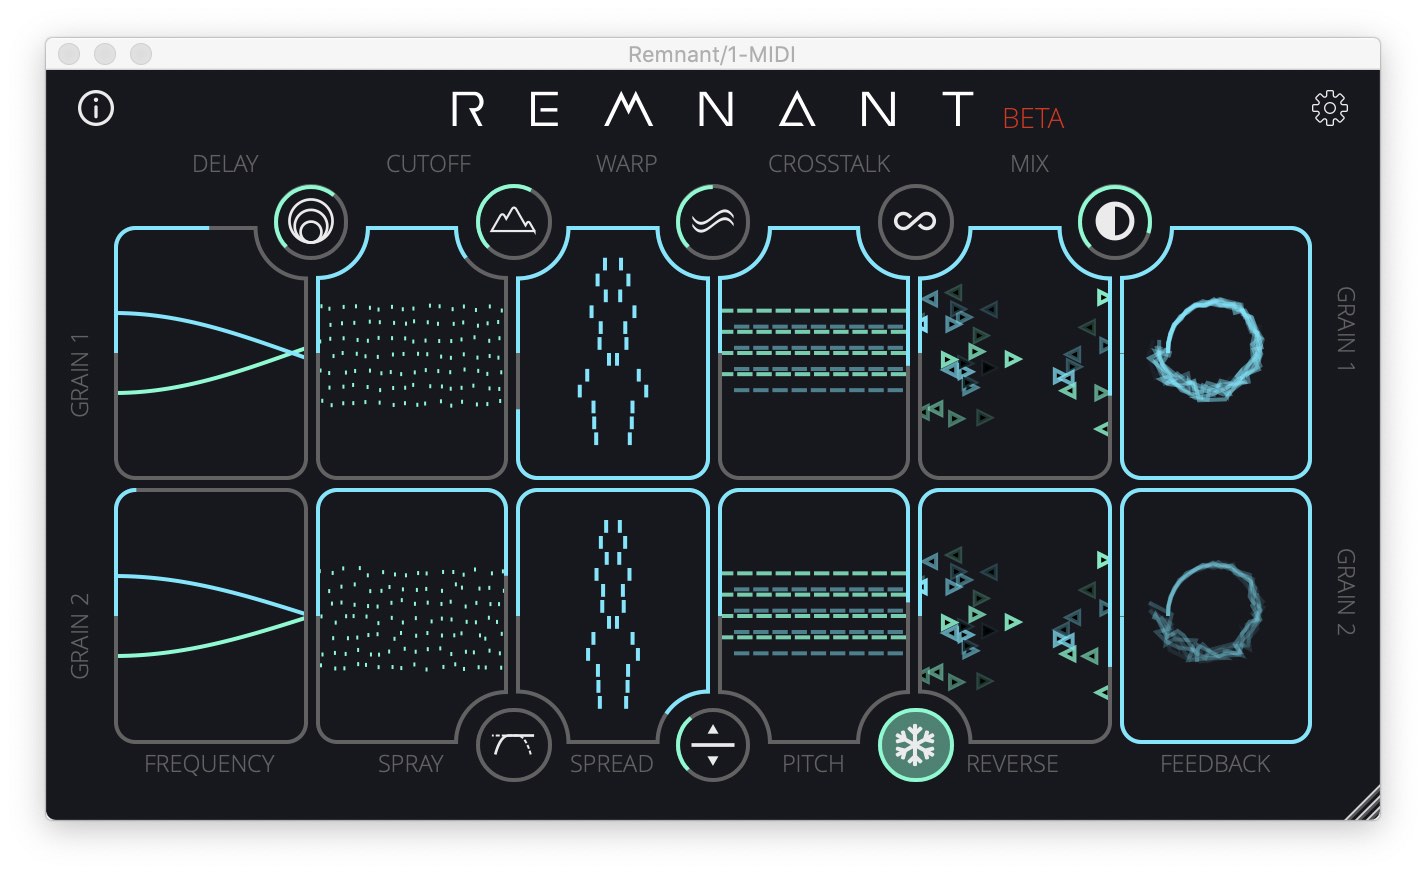 Remnant/1-MIDI
REMNANT BETA
DELAY CUTOFF WARP CROSSTALK MIX
GRAIN 1
GRAIN 1
GRAIN 2
GRAIN 2
FREQUENCY SPRAY SPREAD PITCH REVERSE FEEDBACK